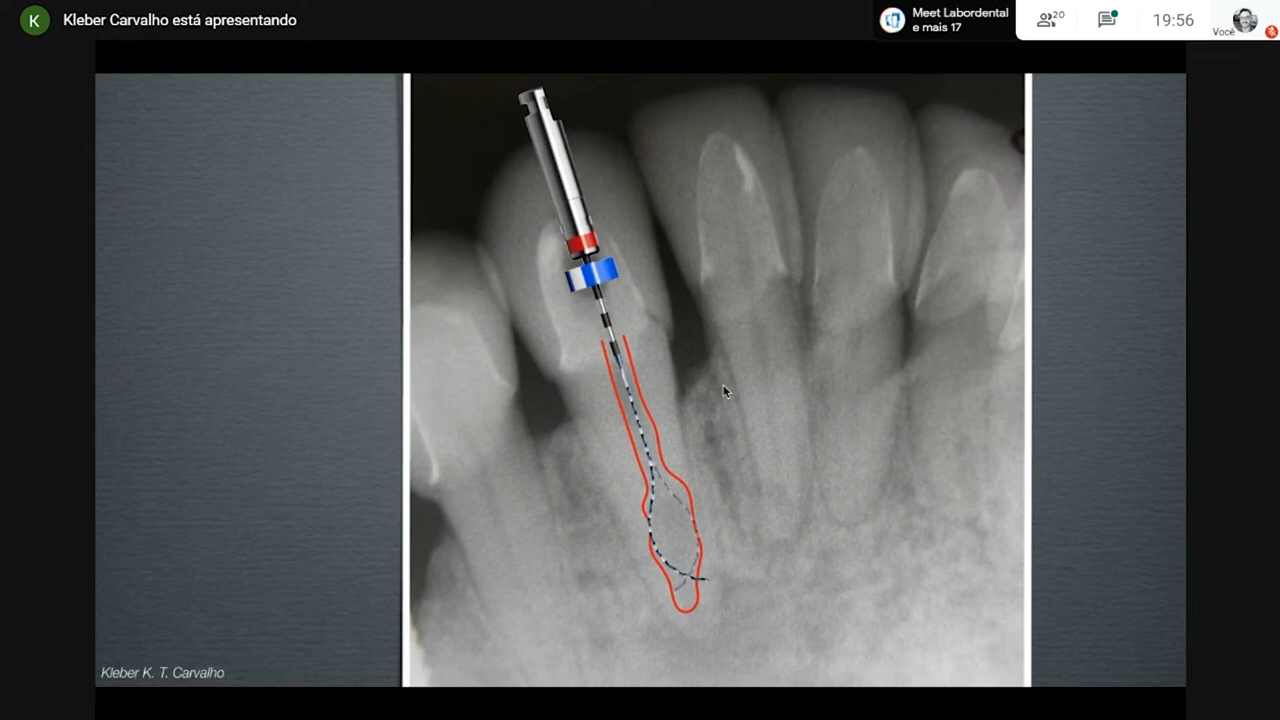 K
Kleber Carvalho está apresentando
Meet Labordental
e mais 17
20
19:56
Você
Kleber K. T. Carvalho